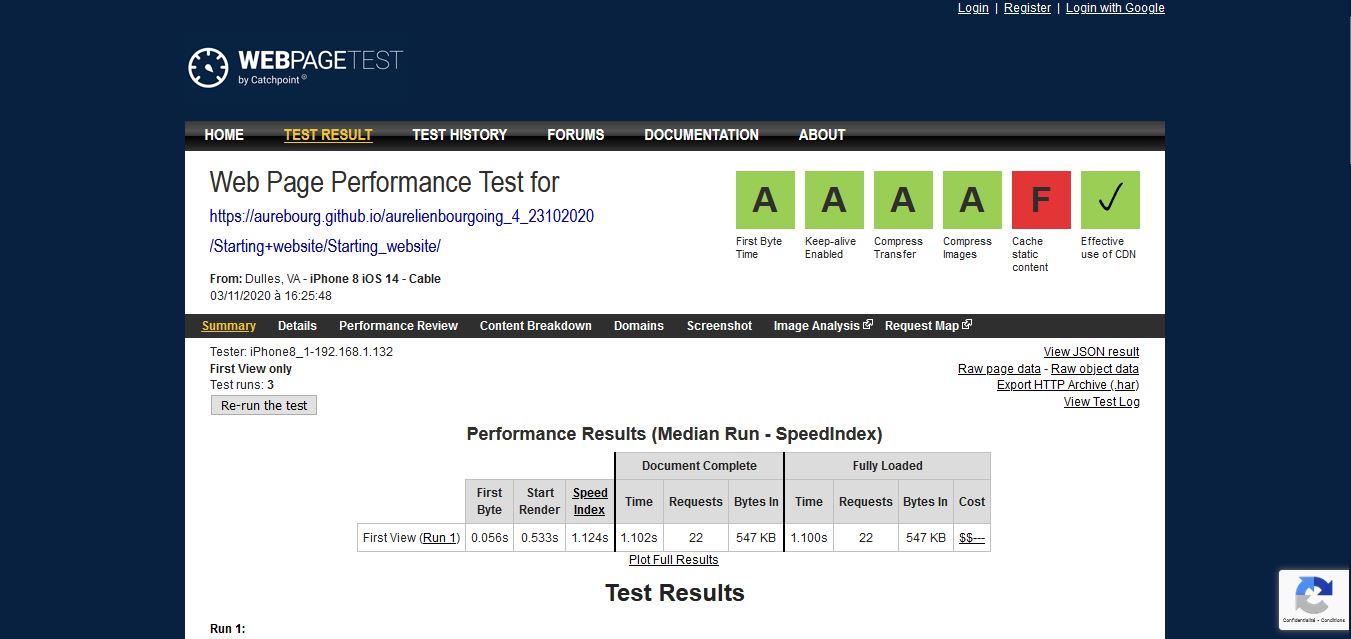 Login | Register | Login with Google
WEBPAGETEST
by Catchpoint ®
HOME TEST RESULT TEST HISTORY FORUMS DOCUMENTATION ABOUT
Web Page Performance Test for
https://aurebourg.github.io/aurelienbourgoing_4_23102020
/Starting+website/Starting_website/
From: Dulles, VA - iPhone 8 iOS 14 - Cable
03/11/2020 à 16:25:48
A A A A F ✓
First Byte Time
Keep-alive Enabled
Compress Transfer
Compress Images
Cache static content
Effective use of CDN
Summary Details Performance Review Content Breakdown Domains Screenshot Image Analysis Request Map
Tester: iPhone8_1-192.168.1.132
First View only
Test runs: 3
Re-run the test
View JSON result
Raw page data - Raw object data
Export HTTP Archive (.har)
View Test Log
Performance Results (Median Run - SpeedIndex)
Document Complete Fully Loaded
First Byte Start Render Speed Index Time Requests Bytes In Time Requests Bytes In Cost
First View (Run 1) 0.056s 0.533s 1.124s 1.102s 22 547 KB 1.100s 22 547 KB $$---
Plot Full Results
Test Results
Run 1:
Confidentialité - Conditions